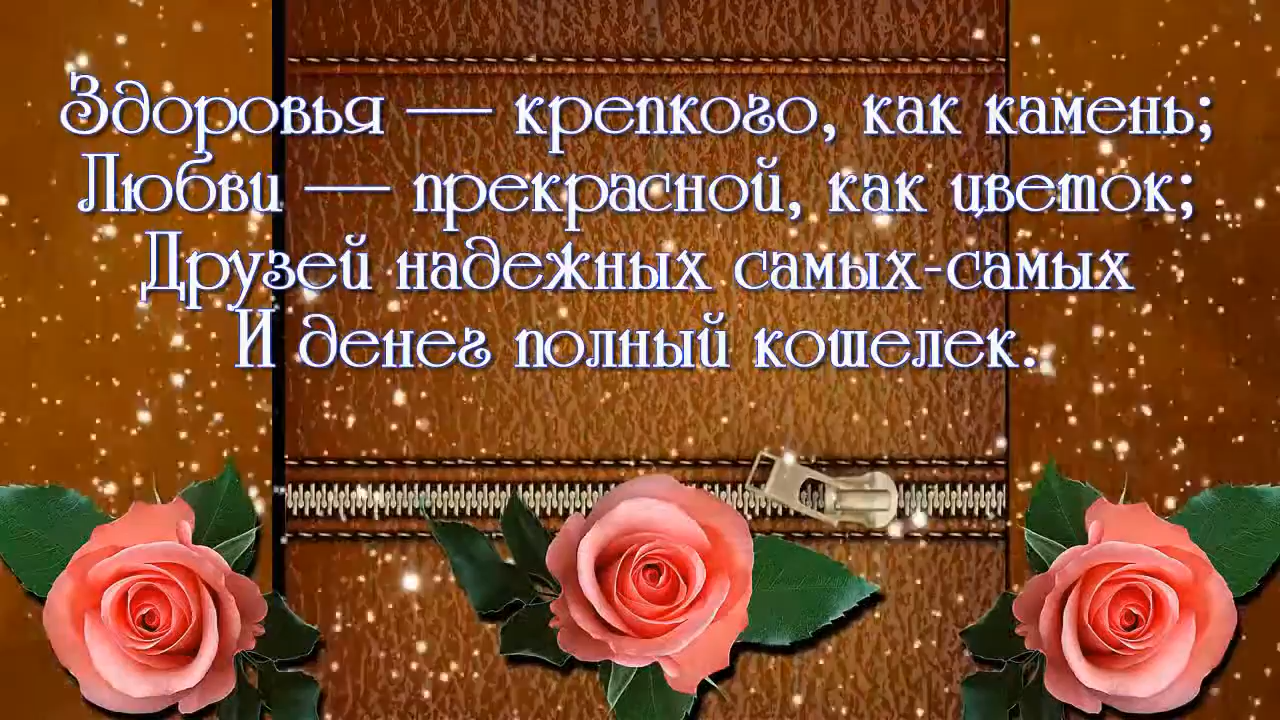 Здоровья — крепкого, как камень;
Любви — прекрасной, как цветок;
Друзей надежных самых-самых
И денег полный кошелек.